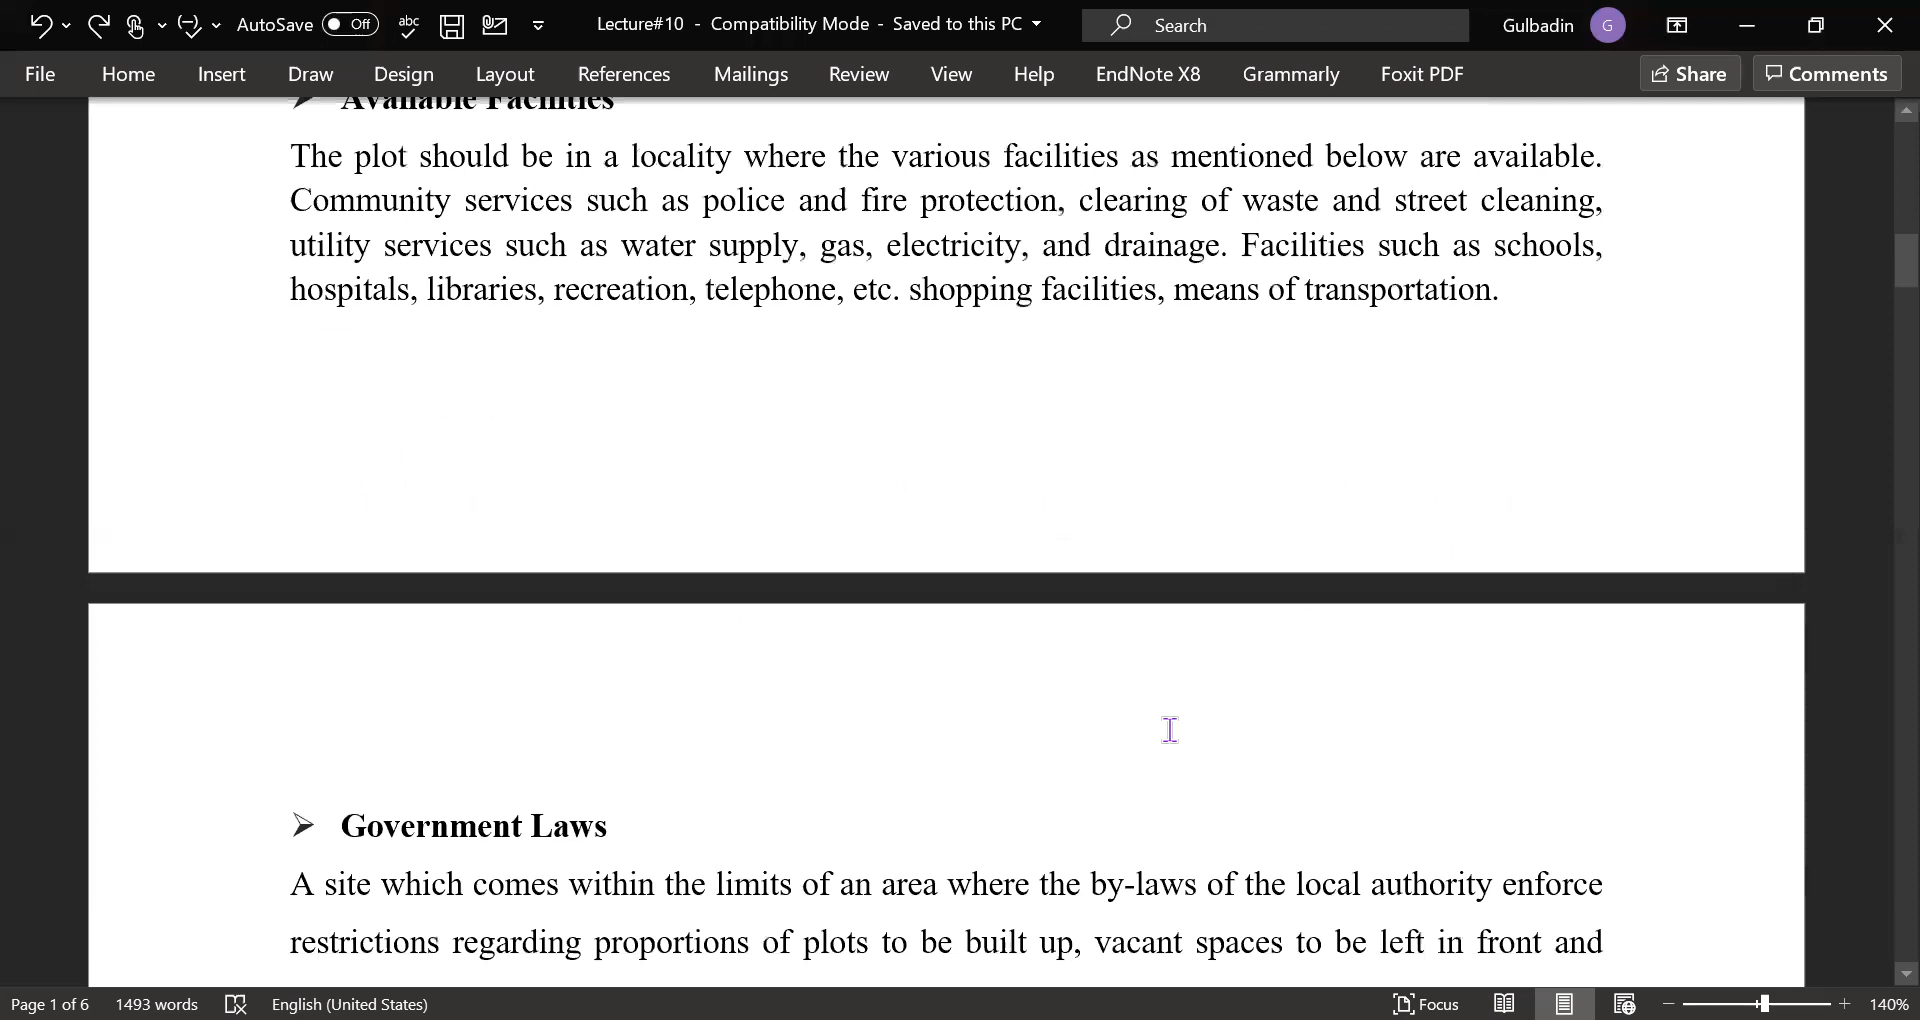 AutoSave Off abc Lecture#10 - Compatibility Mode - Saved to this PC Search Gulbadin G
File Home Insert Draw Design Layout References Mailings Review View Help EndNote X8 Grammarly Foxit PDF Share Comments
➢ Available Facilities
The plot should be in a locality where the various facilities as mentioned below are available.
Community services such as police and fire protection, clearing of waste and street cleaning,
utility services such as water supply, gas, electricity, and drainage. Facilities such as schools,
hospitals, libraries, recreation, telephone, etc. shopping facilities, means of transportation.
➢ Government Laws
A site which comes within the limits of an area where the by-laws of the local authority enforce
restrictions regarding proportions of plots to be built up, vacant spaces to be left in front and
Page 1 of 6 1493 words English (United States) Focus 140%